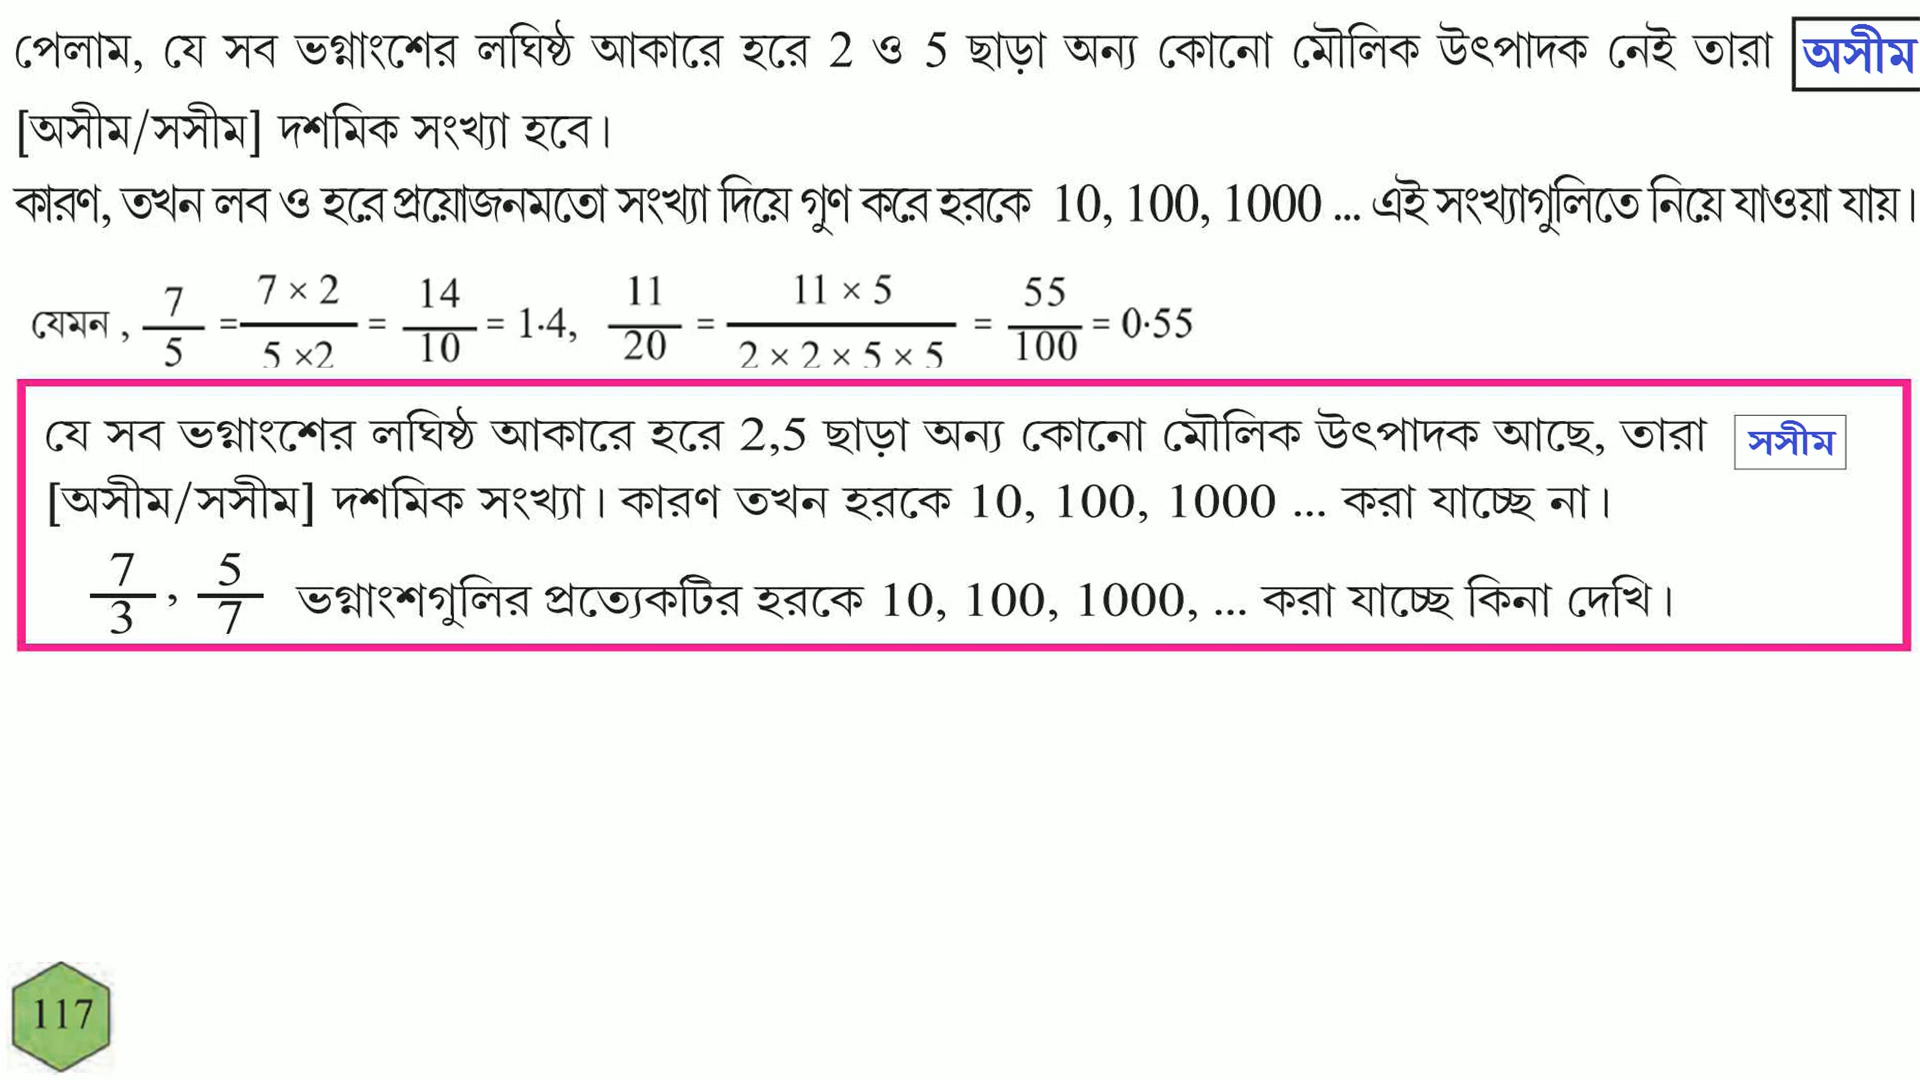 পেলাম, যে সব ভগ্নাংশের লঘিষ্ঠ আকারে হরে 2 ও 5 ছাড়া অন্য কোনো মৌলিক উৎপাদক নেই তারা অসীম
[অসীম/সসীম] দশমিক সংখ্যা হবে।
কারণ, তখন লব ও হরে প্রয়োজনমতো সংখ্যা দিয়ে গুণ করে হরকে 10, 100, 1000 ... এই সংখ্যাগুলিতে নিয়ে যাওয়া যায়।
যেমন , 7/5 = 7 × 2 / 5 ×2 = 14/10 = 1·4, 11/20 = 11 × 5 / 2 × 2 × 5 × 5 = 55/100 = 0·55
যে সব ভগ্নাংশের লঘিষ্ঠ আকারে হরে 2,5 ছাড়া অন্য কোনো মৌলিক উৎপাদক আছে, তারা সসীম
[অসীম/সসীম] দশমিক সংখ্যা। কারণ তখন হরকে 10, 100, 1000 ... করা যাচ্ছে না।
7/3 , 5/7 ভগ্নাংশগুলির প্রত্যেকটির হরকে 10, 100, 1000, ... করা যাচ্ছে কিনা দেখি।
117